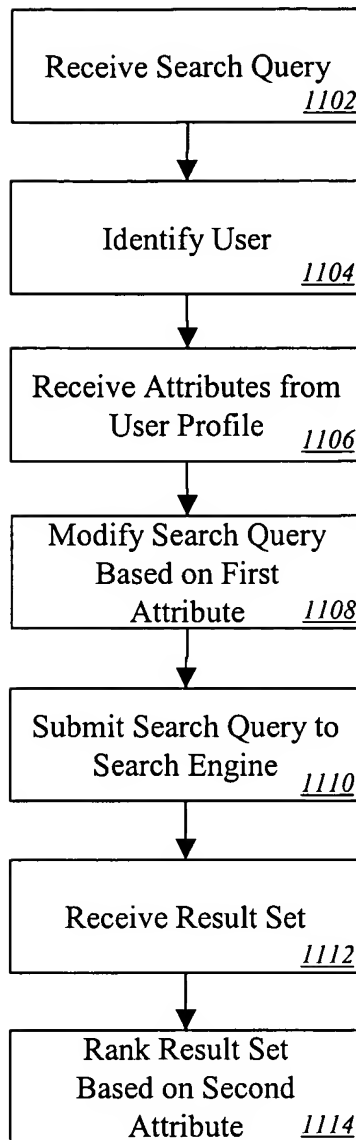 Receive Search Query
1102
Identify User
1104
Receive Attributes from
User Profile
1106
Modify Search Query
Based on First
Attribute
1108
Submit Search Query to
Search Engine
1110
Receive Result Set
1112
Rank Result Set
Based on Second
Attribute
1114